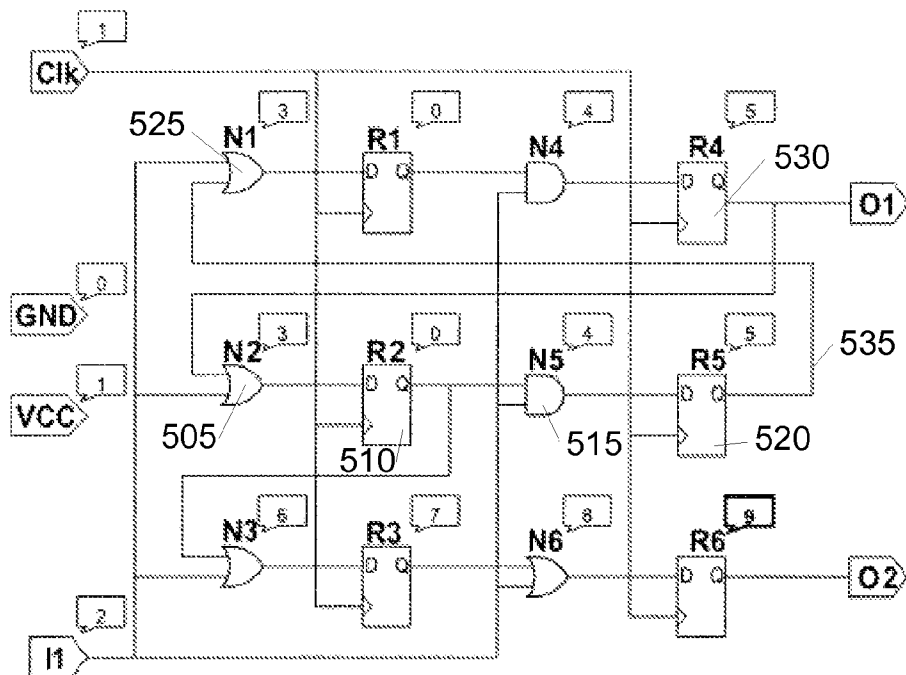 1
Clk
3 0 4 5
525 N1 R1 N4 R4
D Q D Q 530
O1
0
GND
3 0 4 5
N2 R2 N5 R5 535
1
VCC
D Q D Q
505 510 515 520
6 7 8 9
N3 R3 N6 R6
D Q D Q O2
2
I1